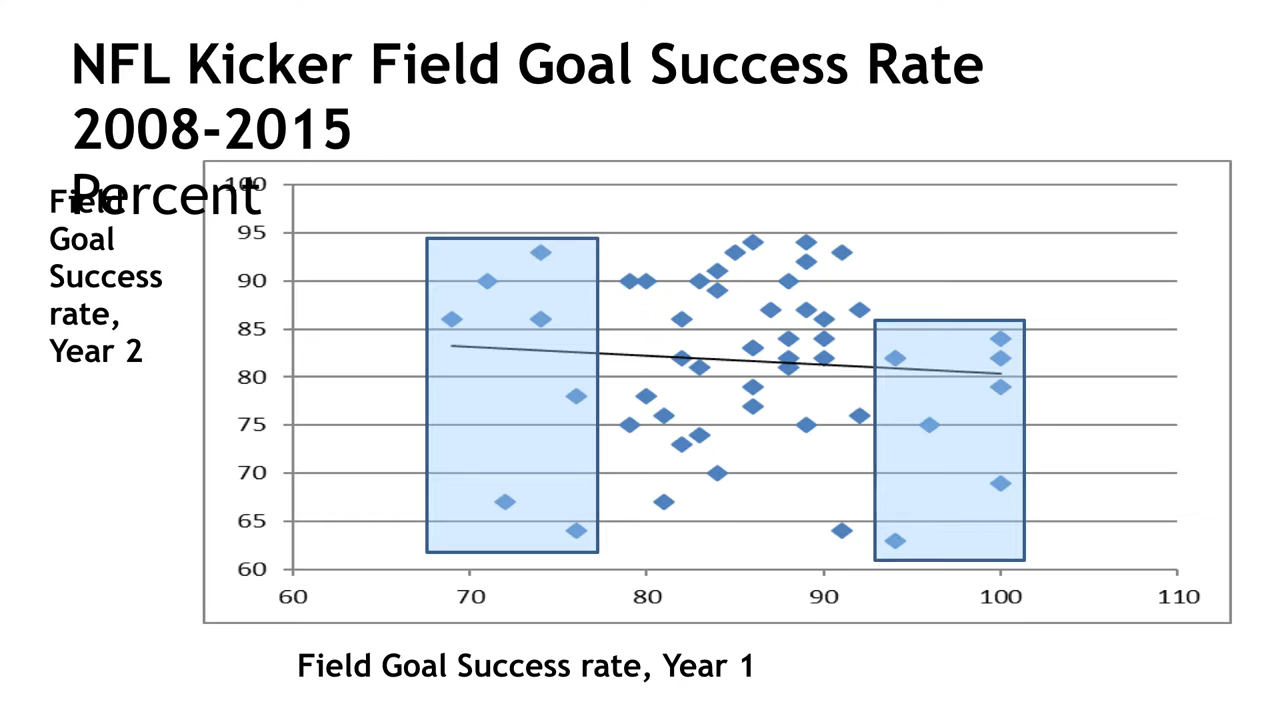 NFL Kicker Field Goal Success Rate
2008-2015
Percent
Field
Goal
Success
rate,
Year 2
100
95
90
85
80
75
70
65
60
60 70 80 90 100 110
Field Goal Success rate, Year 1